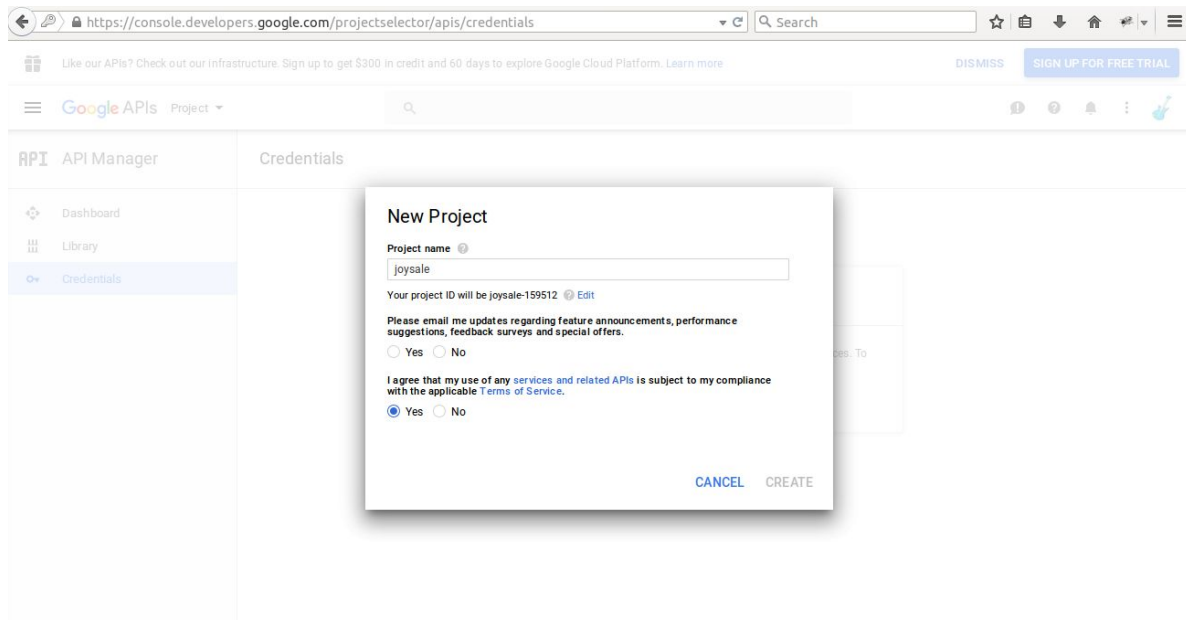 https://console.developers.google.com/projectselector/apis/credentials
Search
Like our APIs? Check out our infrastructure. Sign up to get $300 in credit and 60 days to explore Google Cloud Platform. Learn more
DISMISS
SIGN UP FOR FREE TRIAL
Google APIs Project
API API Manager
Credentials
Dashboard
Library
Credentials
New Project
Project name
joysale
Your project ID will be joysale-159512 Edit
Please email me updates regarding feature announcements, performance
suggestions, feedback surveys and special offers.
Yes No
I agree that my use of any services and related APIs is subject to my compliance
with the applicable Terms of Service.
Yes No
CANCEL CREATE
To